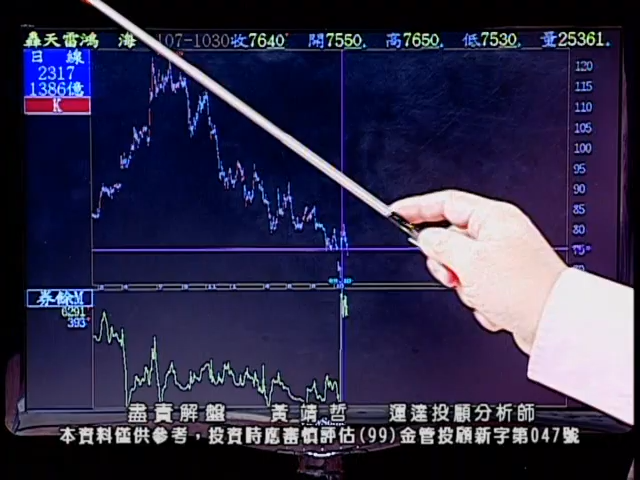 轟天雷鴻 海 107-1030收7640 開7550. 高7650. 低7530. 量25361.
日 線
2317
1386億
K
120
115
110
105
100
95
90
85
80
75
券餘M
6291
393
盡責解盤 黃靖哲 運達投顧分析師
本資料僅供參考，投資時應審慎評估(99)金管投顧新字第047號